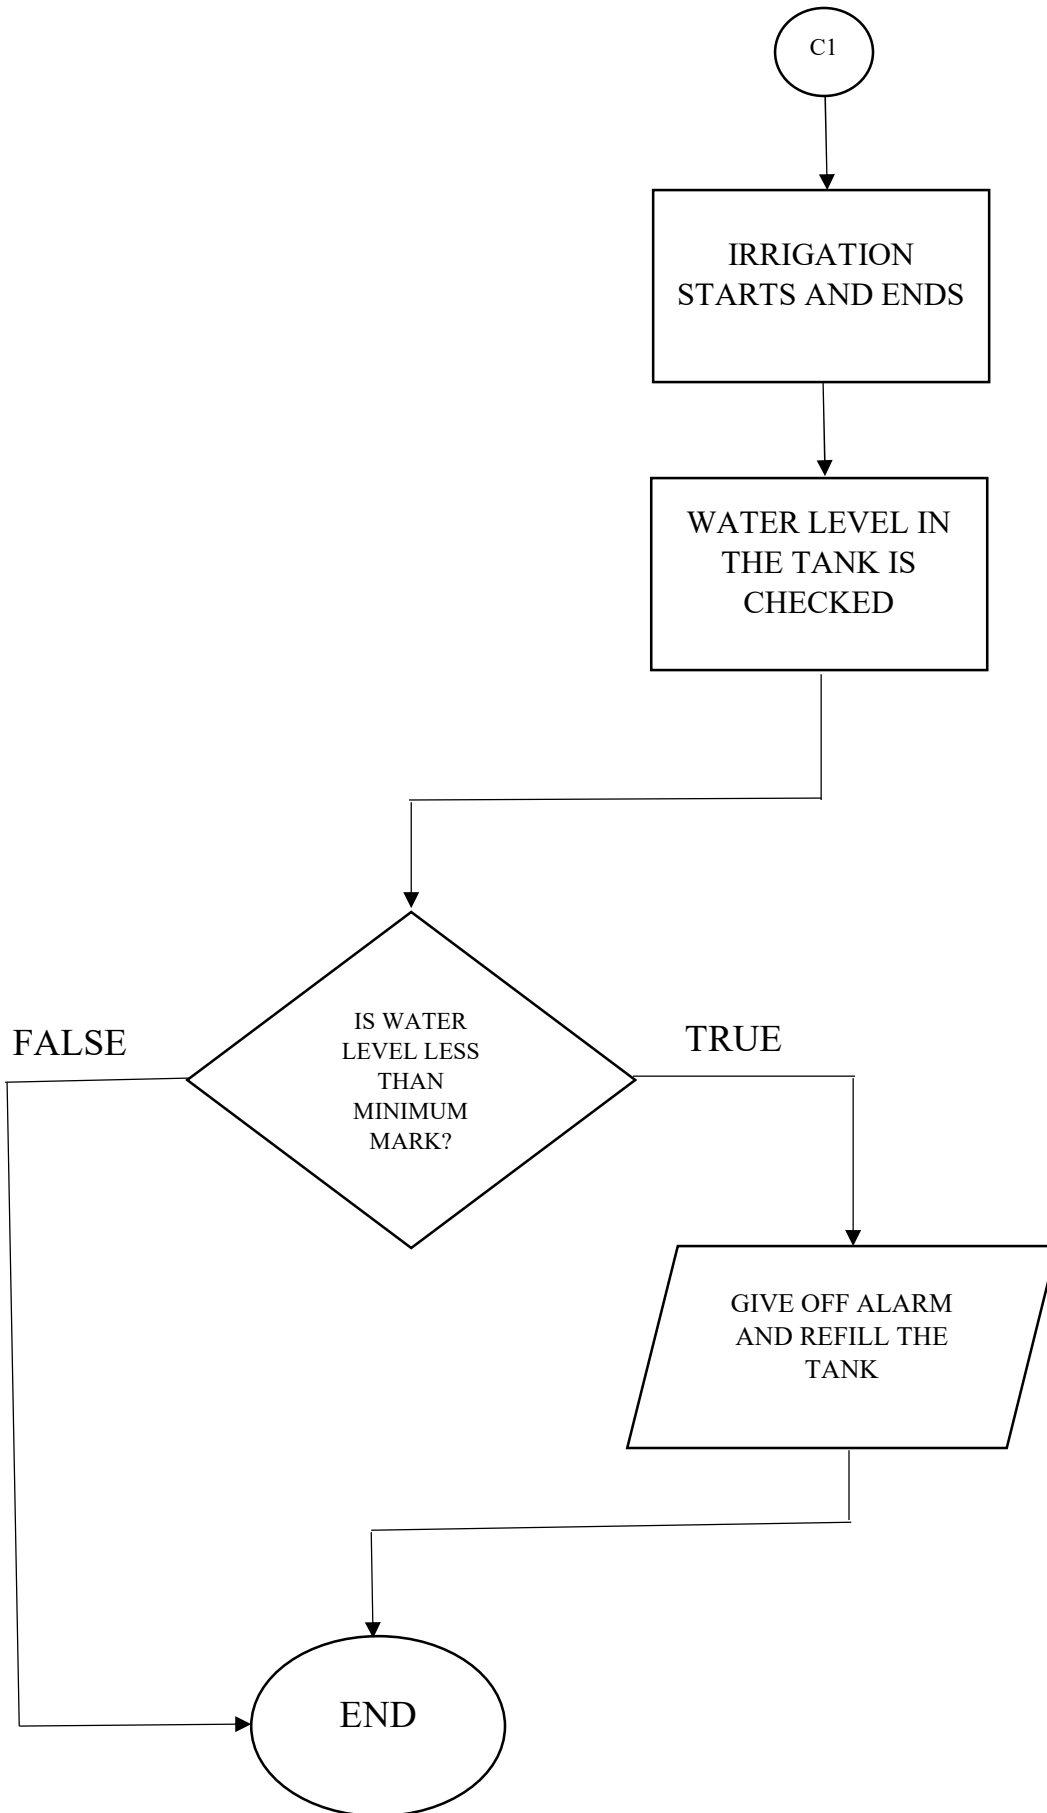 C1
IRRIGATION
STARTS AND ENDS
WATER LEVEL IN
THE TANK IS
CHECKED
IS WATER
LEVEL LESS
THAN
MINIMUM
MARK?
FALSE
TRUE
GIVE OFF ALARM
AND REFILL THE
TANK
END